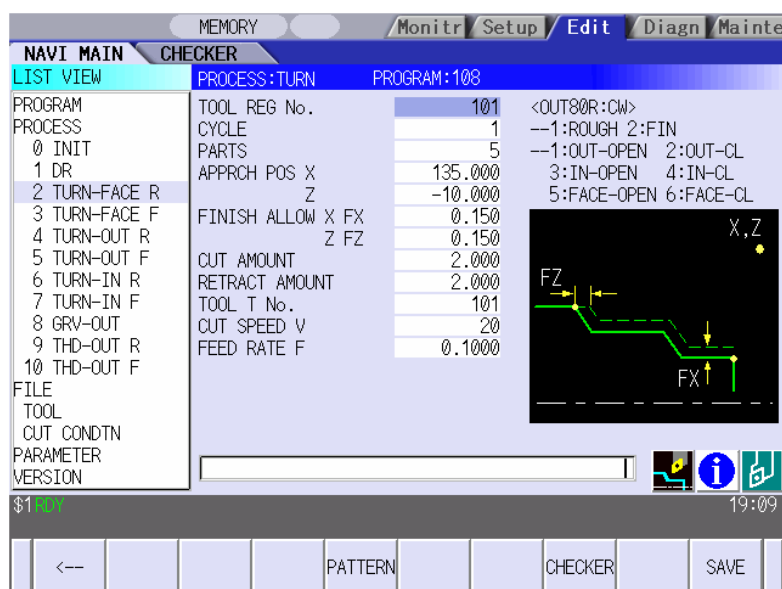 MEMORY Monitr Setup Edit Diagn Mainte
NAVI MAIN CHECKER
LIST VIEW
PROGRAM
PROCESS
0 INIT
1 DR
2 TURN-FACE R
3 TURN-FACE F
4 TURN-OUT R
5 TURN-OUT F
6 TURN-IN R
7 TURN-IN F
8 GRV-OUT
9 THD-OUT R
10 THD-OUT F
FILE
TOOL
CUT CONDTN
PARAMETER
VERSION
PROCESS:TURN PROGRAM:108
TOOL REG No. 101
CYCLE 1
PARTS 5
APPRCH POS X 135.000
Z -10.000
FINISH ALLOW X FX 0.150
Z FZ 0.150
CUT AMOUNT 2.000
RETRACT AMOUNT 2.000
TOOL T No. 101
CUT SPEED V 20
FEED RATE F 0.1000
<OUT80R:CW>
--1:ROUGH 2:FIN
--1:OUT-OPEN 2:OUT-CL
3:IN-OPEN 4:IN-CL
5:FACE-OPEN 6:FACE-CL
X,Z
FZ
FX
i
$1 RDY 19:09
<-- PATTERN CHECKER SAVE